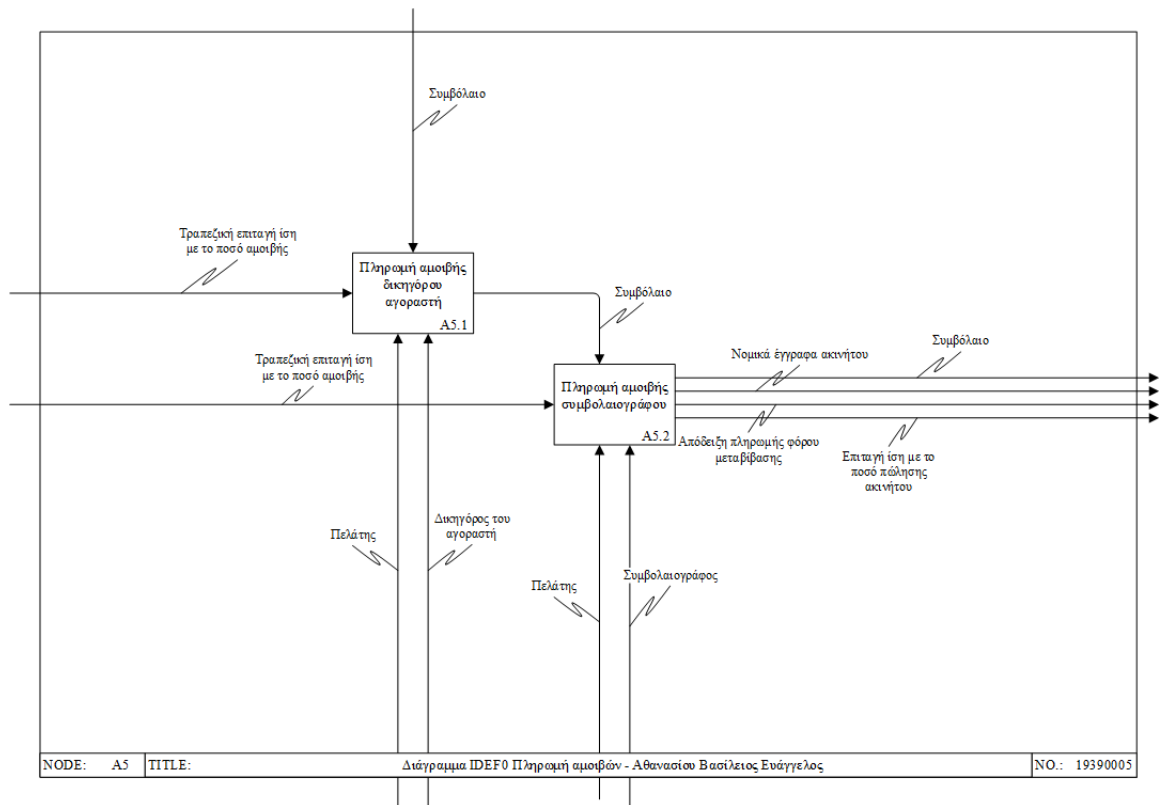 Συμβόλαιο
Τραπεζική επιταγή ίση
με το ποσό αμοιβής
Πληρωμή αμοιβής
δικηγόρου
αγοραστή
A5.1
Συμβόλαιο
Τραπεζική επιταγή ίση
με το ποσό αμοιβής
Πληρωμή αμοιβής
συμβολαιογράφου
A5.2
Νομικά έγγραφα ακινήτου
Συμβόλαιο
Απόδειξη πληρωμής φόρου
μεταβίβασης
Επιταγή ίση με το
ποσό πώλησης
ακινήτου
Πελάτης
Δικηγόρος του
αγοραστή
Πελάτης
Συμβολαιογράφος
NODE: A5 TITLE: Διάγραμμα IDEF0 Πληρωμή αμοιβών - Αθανασίου Βασίλειος Ευάγγελος NO.: 19390005